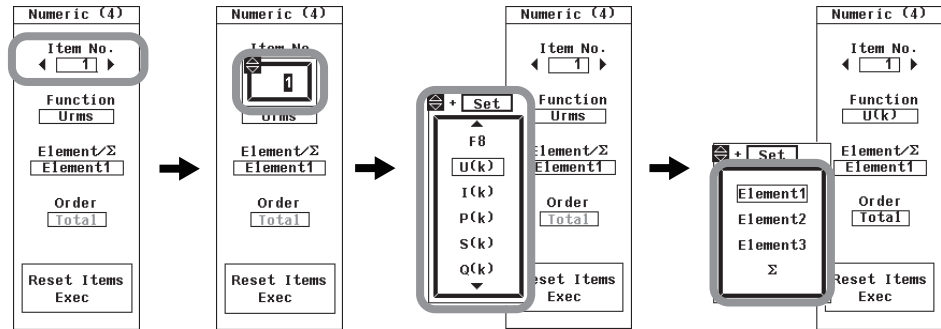 Numeric (4)
Item No.
1
Function
Urms
Element/Σ
Element1
Order
Total
Reset Items
Exec
Numeric (4)
Item No.
1
Urms
Element/Σ
Element1
Order
Total
Reset Items
Exec
Numeric (4)
Item No.
1
+ Set
F8
U(k)
I(k)
P(k)
S(k)
Q(k)
Function
Urms
Element1
Order
Total
Reset Items
Exec
Numeric (4)
Item No.
1
Function
U(k)
+ Set
Element1
Element2
Element3
Σ
Element/Σ
Element1
Order
Total
Reset Items
Exec